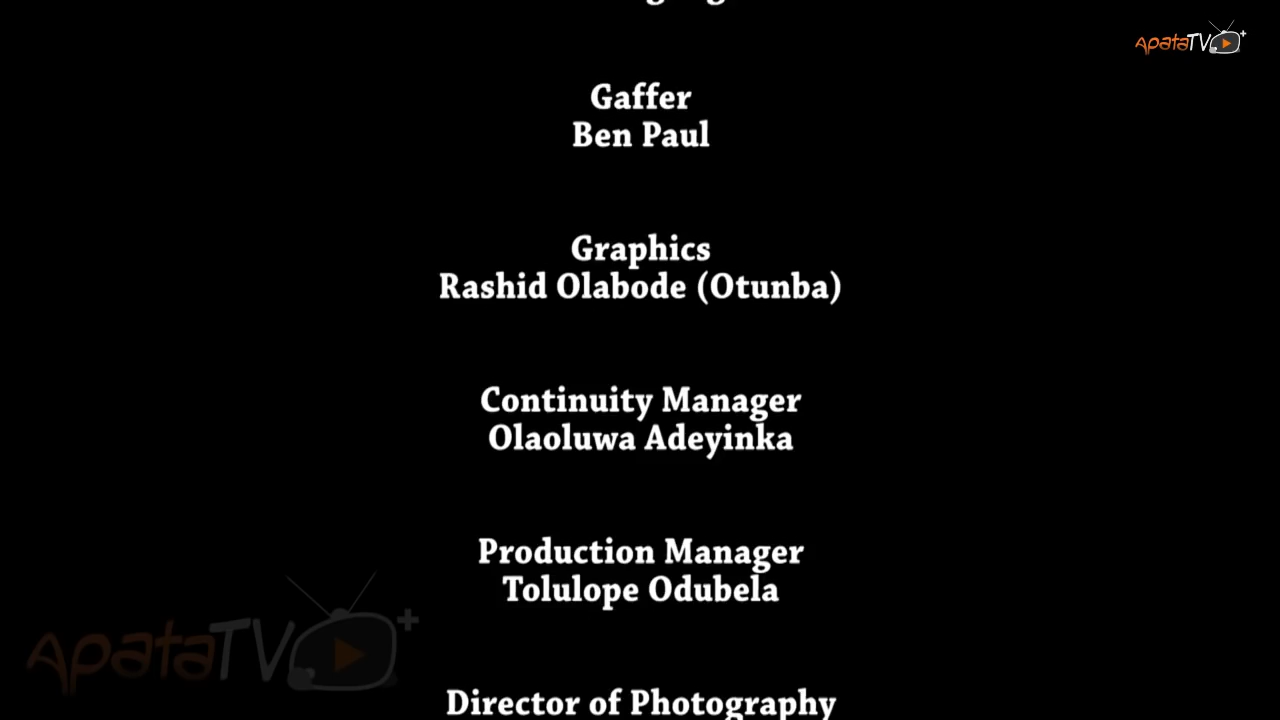 ApataTV+
Gaffer
Ben Paul
Graphics
Rashid Olabode (Otunba)
Continuity Manager
Olaoluwa Adeyinka
Production Manager
Tolulope Odubela
ApataTV+
Director of Photography